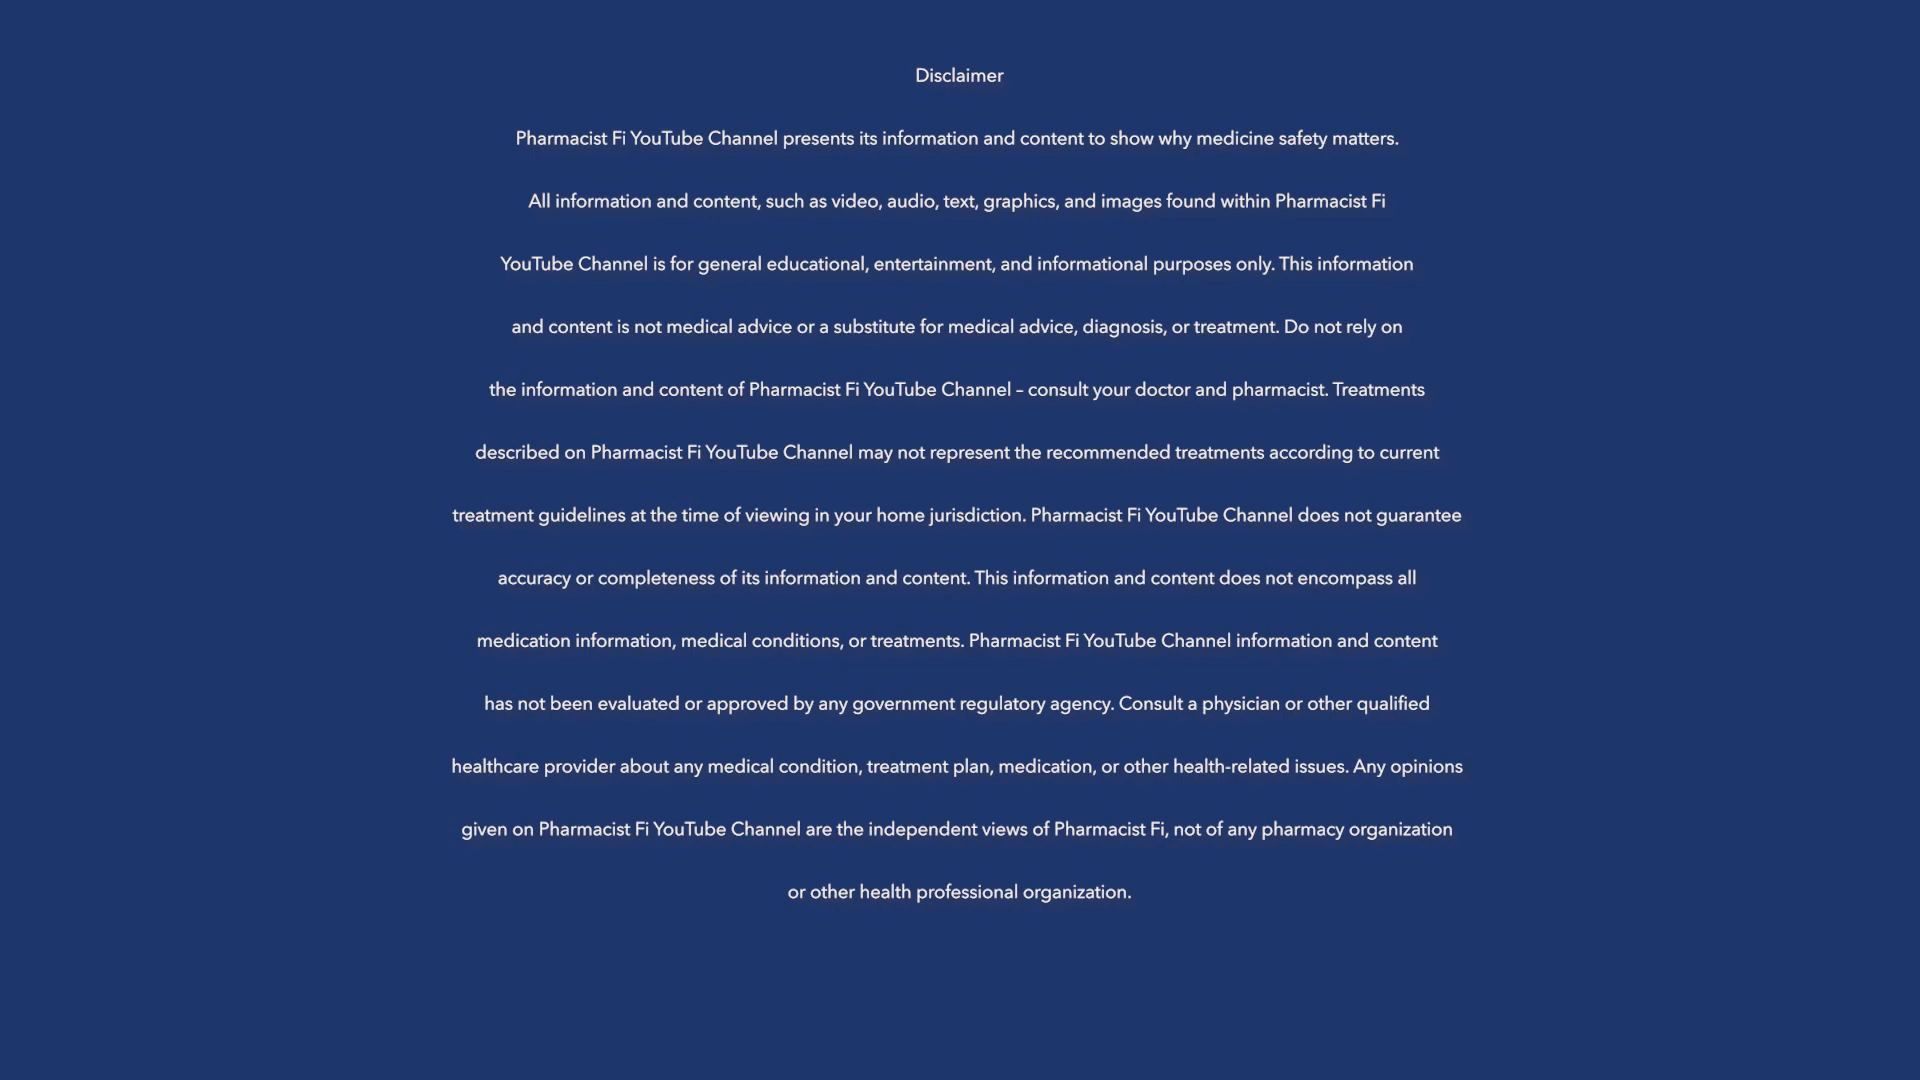 Disclaimer
Pharmacist Fi YouTube Channel presents its information and content to show why medicine safety matters.
All information and content, such as video, audio, text, graphics, and images found within Pharmacist Fi
YouTube Channel is for general educational, entertainment, and informational purposes only. This information
and content is not medical advice or a substitute for medical advice, diagnosis, or treatment. Do not rely on
the information and content of Pharmacist Fi YouTube Channel – consult your doctor and pharmacist. Treatments
described on Pharmacist Fi YouTube Channel may not represent the recommended treatments according to current
treatment guidelines at the time of viewing in your home jurisdiction. Pharmacist Fi YouTube Channel does not guarantee
accuracy or completeness of its information and content. This information and content does not encompass all
medication information, medical conditions, or treatments. Pharmacist Fi YouTube Channel information and content
has not been evaluated or approved by any government regulatory agency. Consult a physician or other qualified
healthcare provider about any medical condition, treatment plan, medication, or other health-related issues. Any opinions
given on Pharmacist Fi YouTube Channel are the independent views of Pharmacist Fi, not of any pharmacy organization
or other health professional organization.